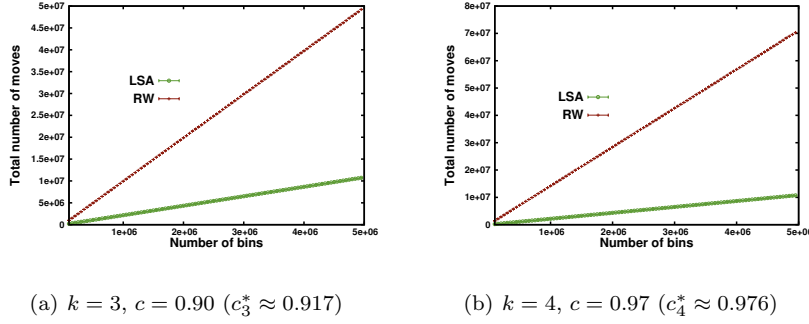 5e+07
4.5e+07
4e+07
3.5e+07
3e+07
2.5e+07
2e+07
1.5e+07
1e+07
5e+06
0
Total number of moves
LSA
RW
1e+06 2e+06 3e+06 4e+06 5e+06
Number of bins
8e+07
7e+07
6e+07
5e+07
4e+07
3e+07
2e+07
1e+07
0
Total number of moves
LSA
RW
1e+06 2e+06 3e+06 4e+06 5e+06
Number of bins
(a) k = 3, c = 0.90 (c₃* ≈ 0.917)
(b) k = 4, c = 0.97 (c₄* ≈ 0.976)